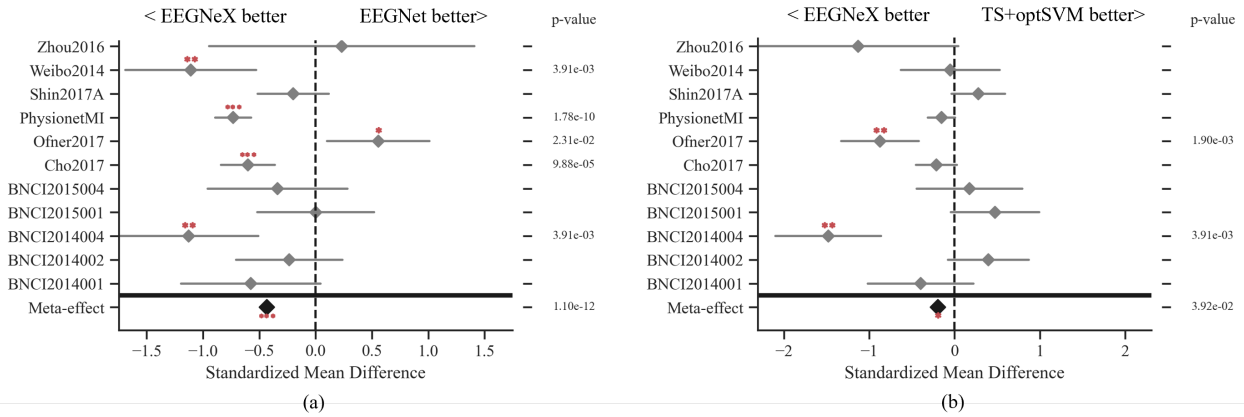 < EEGNeX better EEGNet better> p-value
Zhou2016
** Weibo2014 3.91e-03
Shin2017A
*** PhysionetMI 1.78e-10
* Ofner2017 2.31e-02
*** Cho2017 9.88e-05
BNCI2015004
BNCI2015001
** BNCI2014004 3.91e-03
BNCI2014002
BNCI2014001
Meta-effect *** 1.10e-12
−1.5 −1.0 −0.5 0.0 0.5 1.0 1.5
Standardized Mean Difference
(a)
< EEGNeX better TS+optSVM better> p-value
Zhou2016
Weibo2014
Shin2017A
PhysionetMI
** Ofner2017 1.90e-03
Cho2017
BNCI2015004
BNCI2015001
** BNCI2014004 3.91e-03
BNCI2014002
BNCI2014001
Meta-effect * 3.92e-02
−2 −1 0 1 2
Standardized Mean Difference
(b)